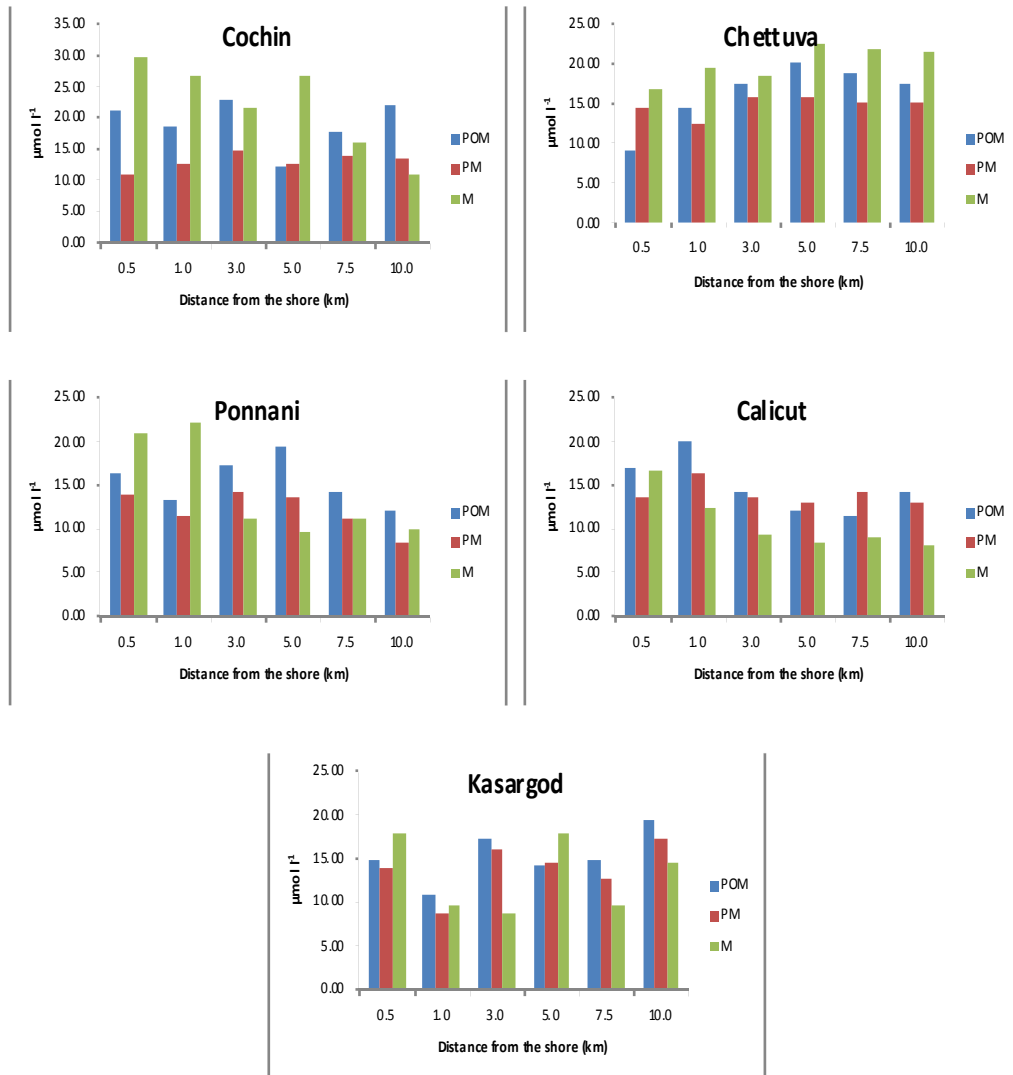 Cochin
35.00
30.00
25.00
20.00
15.00
10.00
5.00
0.00
µmol l⁻¹
0.5 1.0 3.0 5.0 7.5 10.0
Distance from the shore (km)
POM
PM
M
Chettuva
25.00
20.00
15.00
10.00
5.00
0.00
µmol l⁻¹
0.5 1.0 3.0 5.0 7.5 10.0
Distance from the shore (km)
POM
PM
M
Ponnani
25.00
20.00
15.00
10.00
5.00
0.00
µmol l⁻¹
0.5 1.0 3.0 5.0 7.5 10.0
Distance from the shore (km)
POM
PM
M
Calicut
25.00
20.00
15.00
10.00
5.00
0.00
µmol l⁻¹
0.5 1.0 3.0 5.0 7.5 10.0
Distance from the shore (km)
POM
PM
M
Kasargod
25.00
20.00
15.00
10.00
5.00
0.00
µmol l⁻¹
0.5 1.0 3.0 5.0 7.5 10.0
Distance from the shore (km)
POM
PM
M